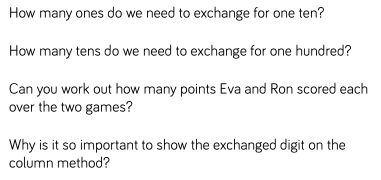 How many ones do we need to exchange for one ten?
How many tens do we need to exchange for one hundred?
Can you work out how many points Eva and Ron scored each
over the two games?
Why is it so important to show the exchanged digit on the
column method?